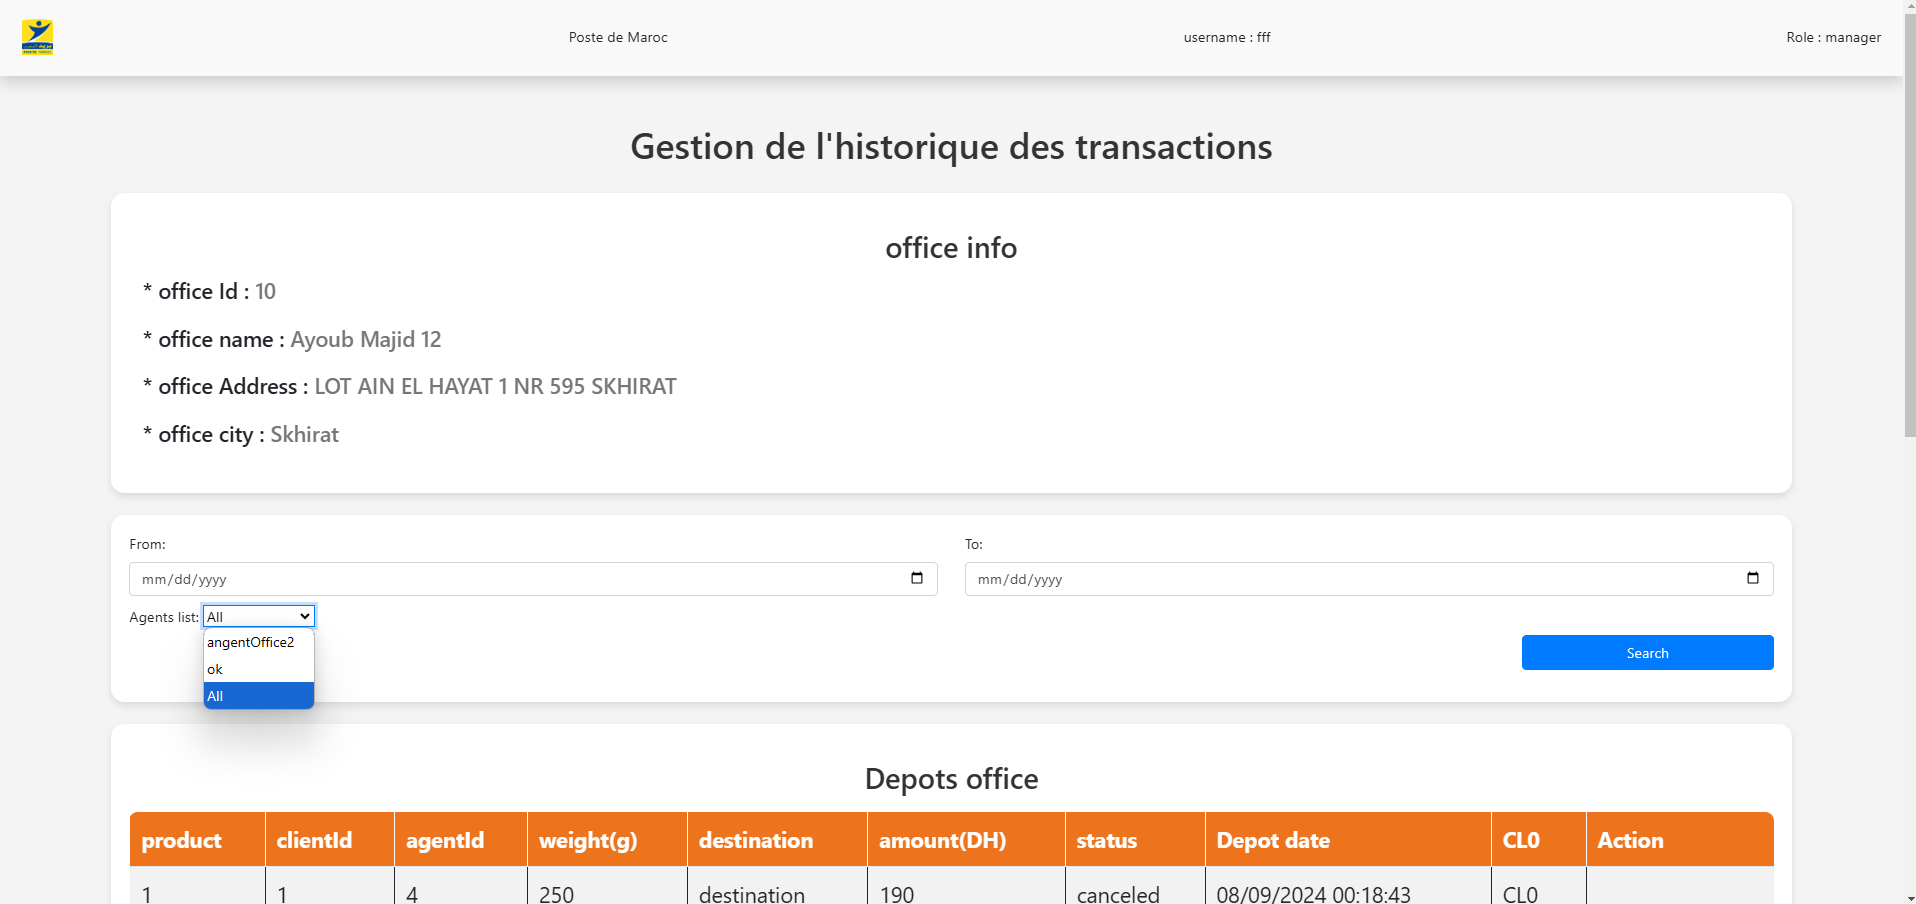 Poste de Maroc
username : fff
Role : manager
Gestion de l'historique des transactions
office info
* office Id : 10
* office name : Ayoub Majid 12
* office Address : LOT AIN EL HAYAT 1 NR 595 SKHIRAT
* office city : Skhirat
From:
To:
mm/dd/yyyy
mm/dd/yyyy
Agents list: All
angentOffice2
ok
All
Search
Depots office
product clientId agentId weight(g) destination amount(DH) status Depot date CL0 Action
1 1 4 250 destination 190 canceled 08/09/2024 00:18:43 CL0